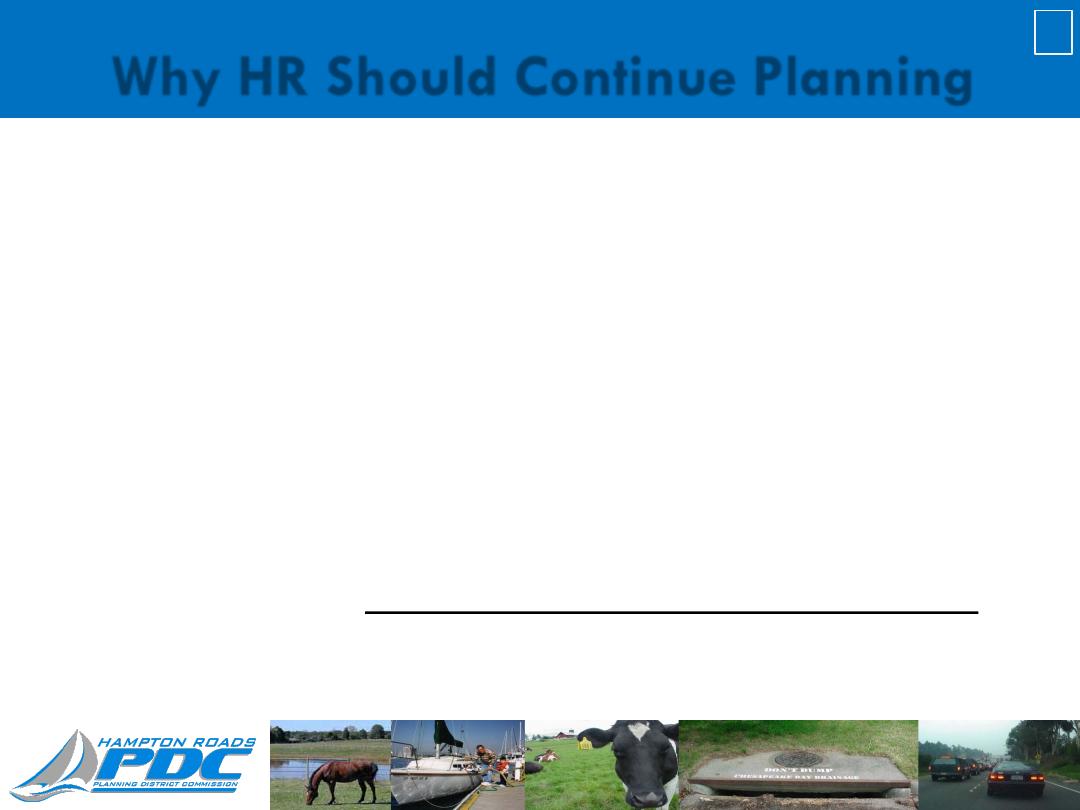 Why HR Should Continue Planning
HAMPTON ROADS
PDC
PLANNING DISTRICT COMMISSION
DON'T DUMP
CHESAPEAKE BAY DRAINAGE